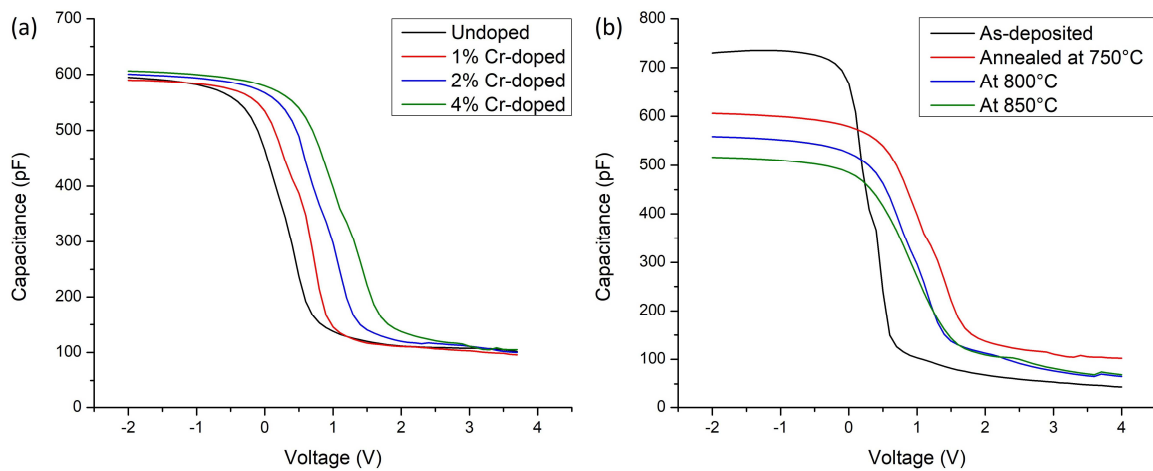 (a)
700
600
500
400
300
200
100
0
Capacitance (pF)
-2 -1 0 1 2 3 4
Voltage (V)
Undoped
1% Cr-doped
2% Cr-doped
4% Cr-doped
(b)
800
700
600
500
400
300
200
100
0
Capacitance (pF)
-2 -1 0 1 2 3 4
Voltage (V)
As-deposited
Annealed at 750°C
At 800°C
At 850°C